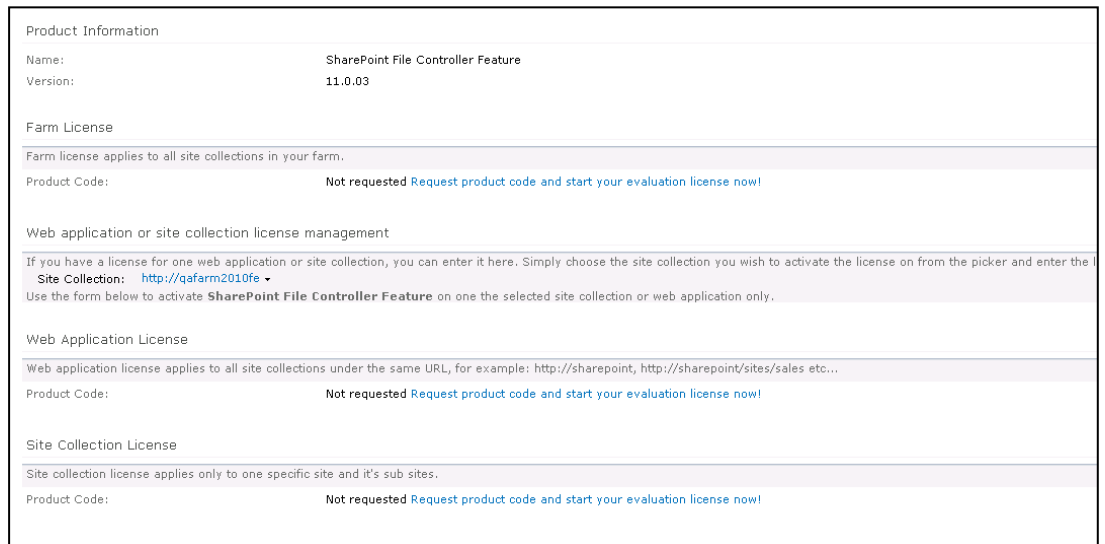 Product Information
Name: SharePoint File Controller Feature
Version: 11.0.03
Farm License
Farm license applies to all site collections in your farm.
Product Code: Not requested Request product code and start your evaluation license now!
Web application or site collection license management
If you have a license for one web application or site collection, you can enter it here. Simply choose the site collection you wish to activate the license on from the picker and enter the
Site Collection: http://qafarm2010fe
Use the form below to activate SharePoint File Controller Feature on one the selected site collection or web application only.
Web Application License
Web application license applies to all site collections under the same URL, for example: http://sharepoint, http://sharepoint/sites/sales etc...
Product Code: Not requested Request product code and start your evaluation license now!
Site Collection License
Site collection license applies only to one specific site and it's sub sites.
Product Code: Not requested Request product code and start your evaluation license now!